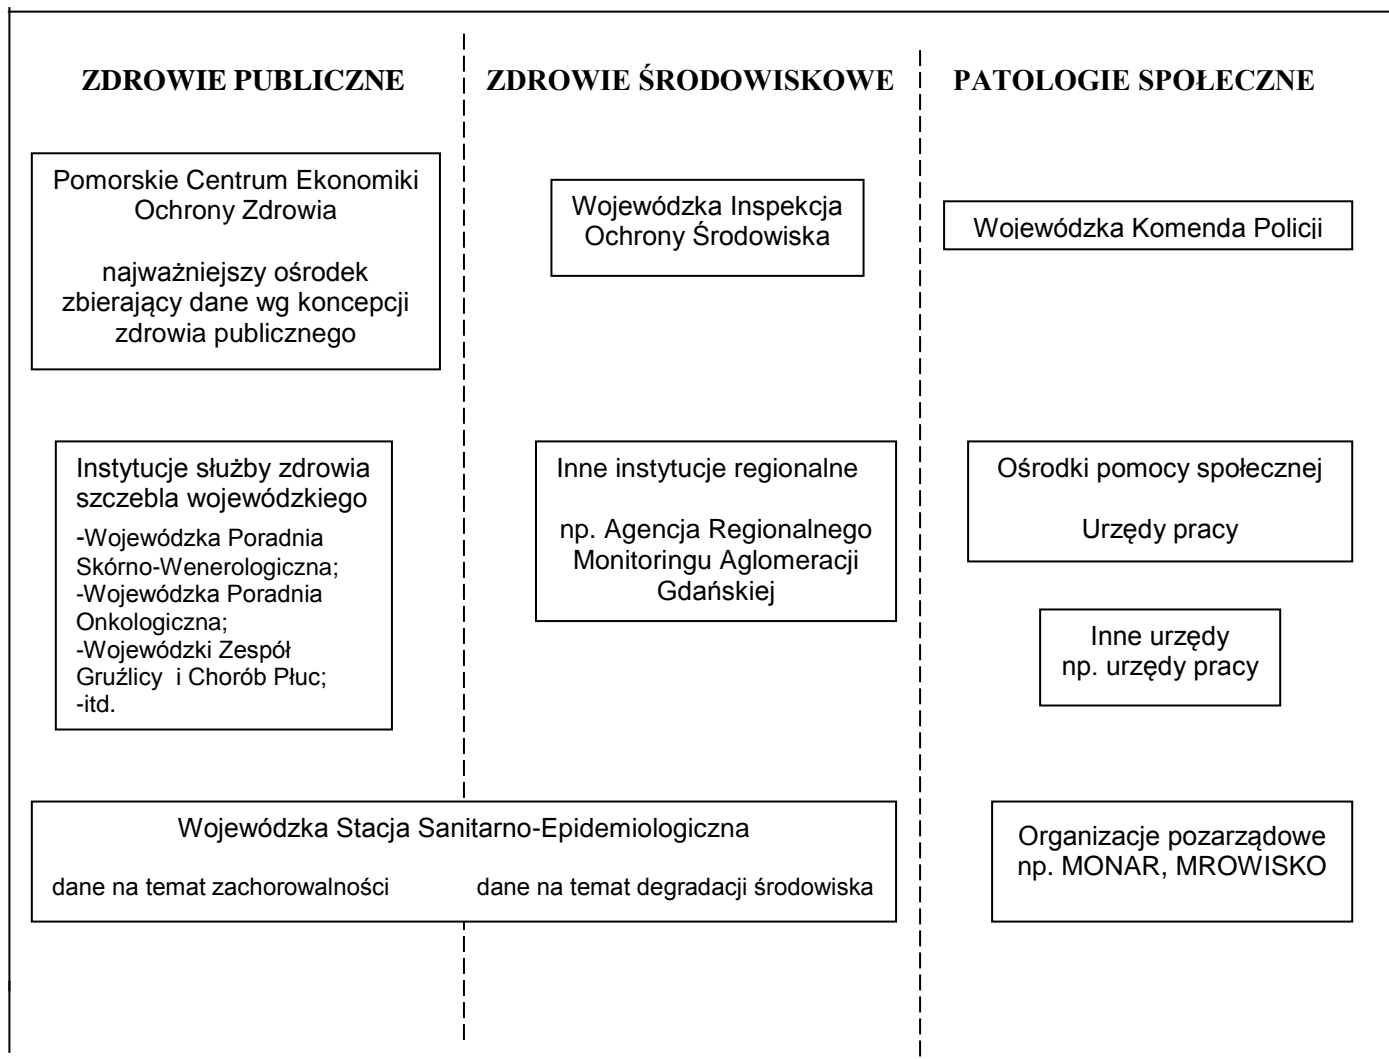 ZDROWIE PUBLICZNE
ZDROWIE ŚRODOWISKOWE
PATOLOGIE SPOŁECZNE
Pomorskie Centrum Ekonomiki
Ochrony Zdrowia
najważniejszy ośrodek
zbierający dane wg koncepcji
zdrowia publicznego
Wojewódzka Inspekcja
Ochrony Środowiska
Wojewódzka Komenda Policji
Instytucje służby zdrowia
szczebla wojewódzkiego
-Wojewódzka Poradnia
Skórno-Wenerologiczna;
-Wojewódzka Poradnia
Onkologiczna;
-Wojewódzki Zespół
Gruźlicy i Chorób Płuc;
-itd.
Inne instytucje regionalne
np. Agencja Regionalnego
Monitoringu Aglomeracji
Gdańskiej
Ośrodki pomocy społecznej
Urzędy pracy
Inne urzędy
np. urzędy pracy
Wojewódzka Stacja Sanitarno-Epidemiologiczna
dane na temat zachorowalności
dane na temat degradacji środowiska
Organizacje pozarządowe
np. MONAR, MROWISKO